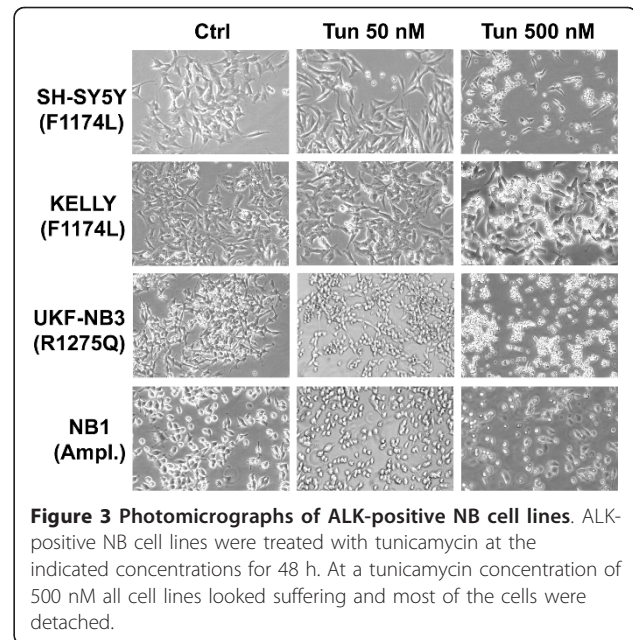 Ctrl Tun 50 nM Tun 500 nM
SH-SY5Y
(F1174L)
KELLY
(F1174L)
UKF-NB3
(R1275Q)
NB1
(Ampl.)
Figure 3 Photomicrographs of ALK-positive NB cell lines. ALK-
positive NB cell lines were treated with tunicamycin at the
indicated concentrations for 48 h. At a tunicamycin concentration of
500 nM all cell lines looked suffering and most of the cells were
detached.